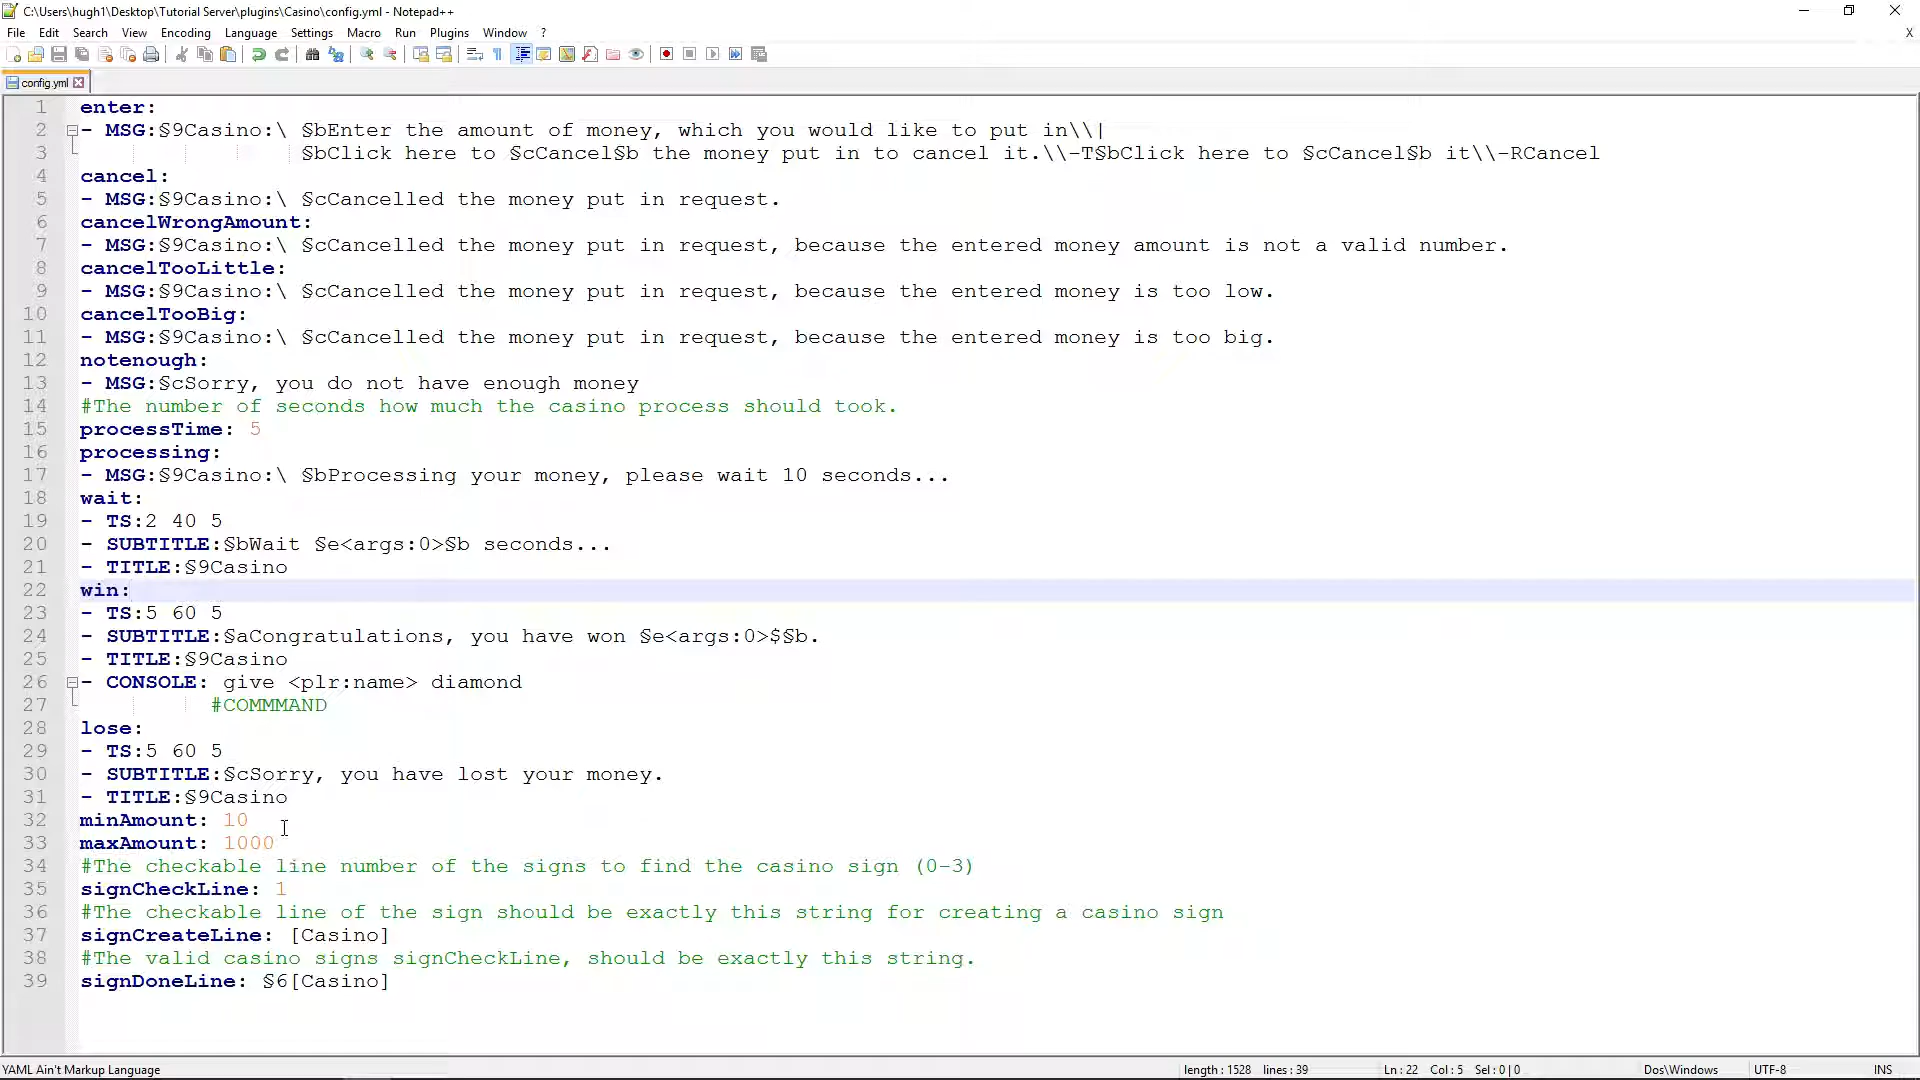 C:\Users\hugh1\Desktop\Tutorial Server\plugins\Casino\config.yml - Notepad++
File Edit Search View Encoding Language Settings Macro Run Plugins Window ? X
config.yml
1 enter:
2 - MSG:§9Casino:\ §bEnter the amount of money, which you would like to put in\\|
3 §bClick here to §cCancel§b the money put in to cancel it.\\-T§bClick here to §cCancel§b it\\-RCancel
4 cancel:
5 - MSG:§9Casino:\ §cCancelled the money put in request.
6 cancelWrongAmount:
7 - MSG:§9Casino:\ §cCancelled the money put in request, because the entered money amount is not a valid number.
8 cancelTooLittle:
9 - MSG:§9Casino:\ §cCancelled the money put in request, because the entered money is too low.
10 cancelTooBig:
11 - MSG:§9Casino:\ §cCancelled the money put in request, because the entered money is too big.
12 notenough:
13 - MSG:§cSorry, you do not have enough money
14 #The number of seconds how much the casino process should took.
15 processTime: 5
16 processing:
17 - MSG:§9Casino:\ §bProcessing your money, please wait 10 seconds...
18 wait:
19 - TS:2 40 5
20 - SUBTITLE:§bWait §e<args:0>§b seconds...
21 - TITLE:§9Casino
22 win:
23 - TS:5 60 5
24 - SUBTITLE:§aCongratulations, you have won §e<args:0>$§b.
25 - TITLE:§9Casino
26 - CONSOLE: give <plr:name> diamond
27 #COMMMAND
28 lose:
29 - TS:5 60 5
30 - SUBTITLE:§cSorry, you have lost your money.
31 - TITLE:§9Casino
32 minAmount: 10
33 maxAmount: 1000
34 #The checkable line number of the signs to find the casino sign (0-3)
35 signCheckLine: 1
36 #The checkable line of the sign should be exactly this string for creating a casino sign
37 signCreateLine: [Casino]
38 #The valid casino signs signCheckLine, should be exactly this string.
39 signDoneLine: §6[Casino]
YAML Ain't Markup Language length : 1528 lines : 39 Ln : 22 Col : 5 Sel : 0 | 0 Dos\Windows UTF-8 INS